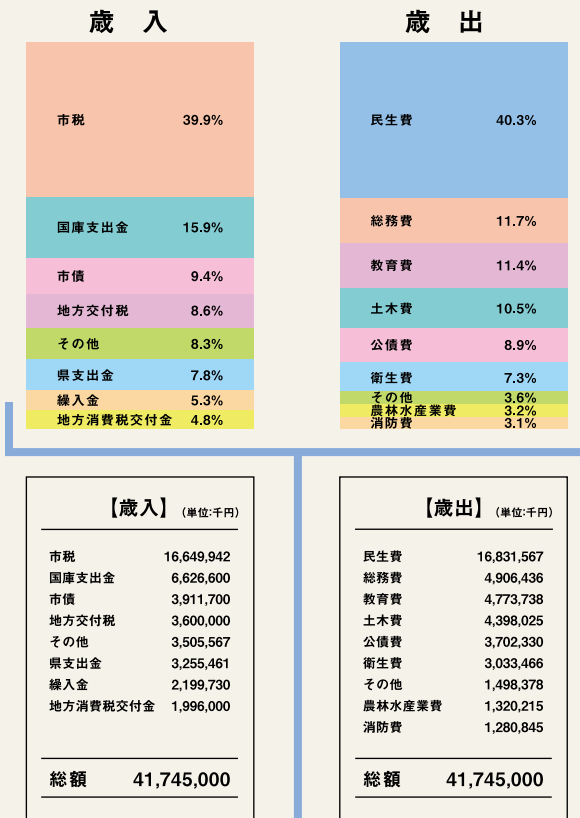 歳 入
市税 39.9%
国庫支出金 15.9%
市債 9.4%
地方交付税 8.6%
その他 8.3%
県支出金 7.8%
繰入金 5.3%
地方消費税交付金 4.8%
歳 出
民生費 40.3%
総務費 11.7%
教育費 11.4%
土木費 10.5%
公債費 8.9%
衛生費 7.3%
その他 3.6%
農林水産業費 3.2%
消防費 3.1%
【歳入】 (単位:千円)
市税 16,649,942
国庫支出金 6,626,600
市債 3,911,700
地方交付税 3,600,000
その他 3,505,567
県支出金 3,255,461
繰入金 2,199,730
地方消費税交付金 1,996,000
総額 41,745,000
【歳出】 (単位:千円)
民生費 16,831,567
総務費 4,906,436
教育費 4,773,738
土木費 4,398,025
公債費 3,702,330
衛生費 3,033,466
その他 1,498,378
農林水産業費 1,320,215
消防費 1,280,845
総額 41,745,000